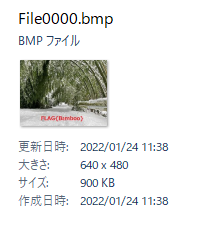 File0000.bmp
BMP ファイル
FLAG{Bamboo}
更新日時: 2022/01/24 11:38
大きさ: 640 x 480
サイズ: 900 KB
作成日時: 2022/01/24 11:38